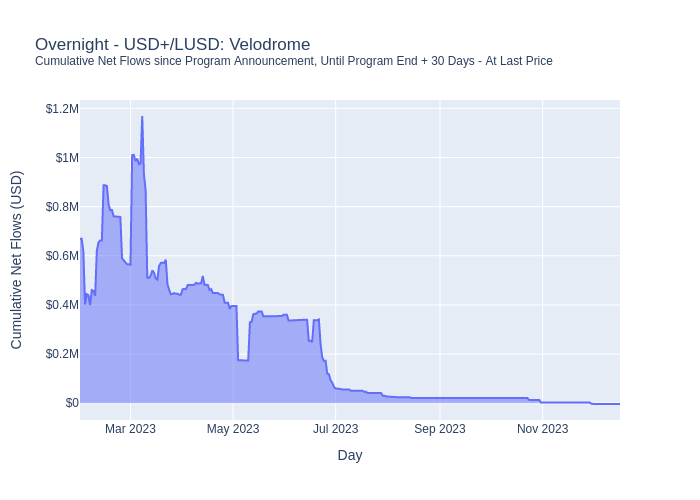 Overnight - USD+/LUSD: Velodrome
Cumulative Net Flows since Program Announcement, Until Program End + 30 Days - At Last Price
$1.2M
$1M
$0.8M
$0.6M
$0.4M
$0.2M
$0
Cumulative Net Flows (USD)
Mar 2023 May 2023 Jul 2023 Sep 2023 Nov 2023
Day